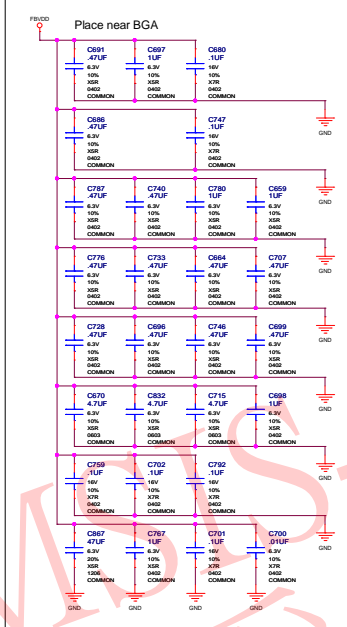 FBVDD
Place near BGA
C691 C697 C680
.47UF 1UF .1UF
6.3V 6.3V 16V
10% 10% 10%
X5R X5R X7R
0402 0402 0402
COMMON COMMON COMMON
GND
C686 C747
.47UF .1UF
6.3V 16V
10% 10%
X5R X7R
0402 0402
COMMON COMMON
GND
C787 C740 C780 C659
.47UF .47UF 1UF 1UF
6.3V 6.3V 6.3V 6.3V
10% 10% 10% 10%
X5R X5R X5R X5R
0402 0402 0402 0402
COMMON COMMON COMMON COMMON
GND
C776 C733 C664 C707
.47UF .47UF .47UF .47UF
6.3V 6.3V 6.3V 6.3V
10% 10% 10% 10%
X5R X5R X5R X5R
0402 0402 0402 0402
COMMON COMMON COMMON COMMON
GND
C728 C696 C746 C699
.47UF .47UF .47UF .47UF
6.3V 6.3V 6.3V 6.3V
10% 10% 10% 10%
X5R X5R X5R X5R
0402 0402 0402 0402
COMMON COMMON COMMON COMMON
GND
C670 C832 C715 C698
4.7UF 4.7UF 4.7UF 1UF
6.3V 6.3V 6.3V 6.3V
10% 10% 10% 10%
X5R X5R X5R X5R
0603 0603 0603 0402
COMMON COMMON COMMON COMMON
GND
C759 C702 C792
.1UF .1UF .1UF
16V 16V 16V
10% 10% 10%
X7R X7R X7R
0402 0402 0402
COMMON COMMON COMMON
GND
C867 C767 C701 C700
47UF 1UF .1UF .01UF
6.3V 6.3V 16V 6.3V
20% 10% 10% 10%
X5R X5R X7R X7R
1206 0402 0402 0402
COMMON COMMON COMMON COMMON
GND GND GND GND
MSIS-